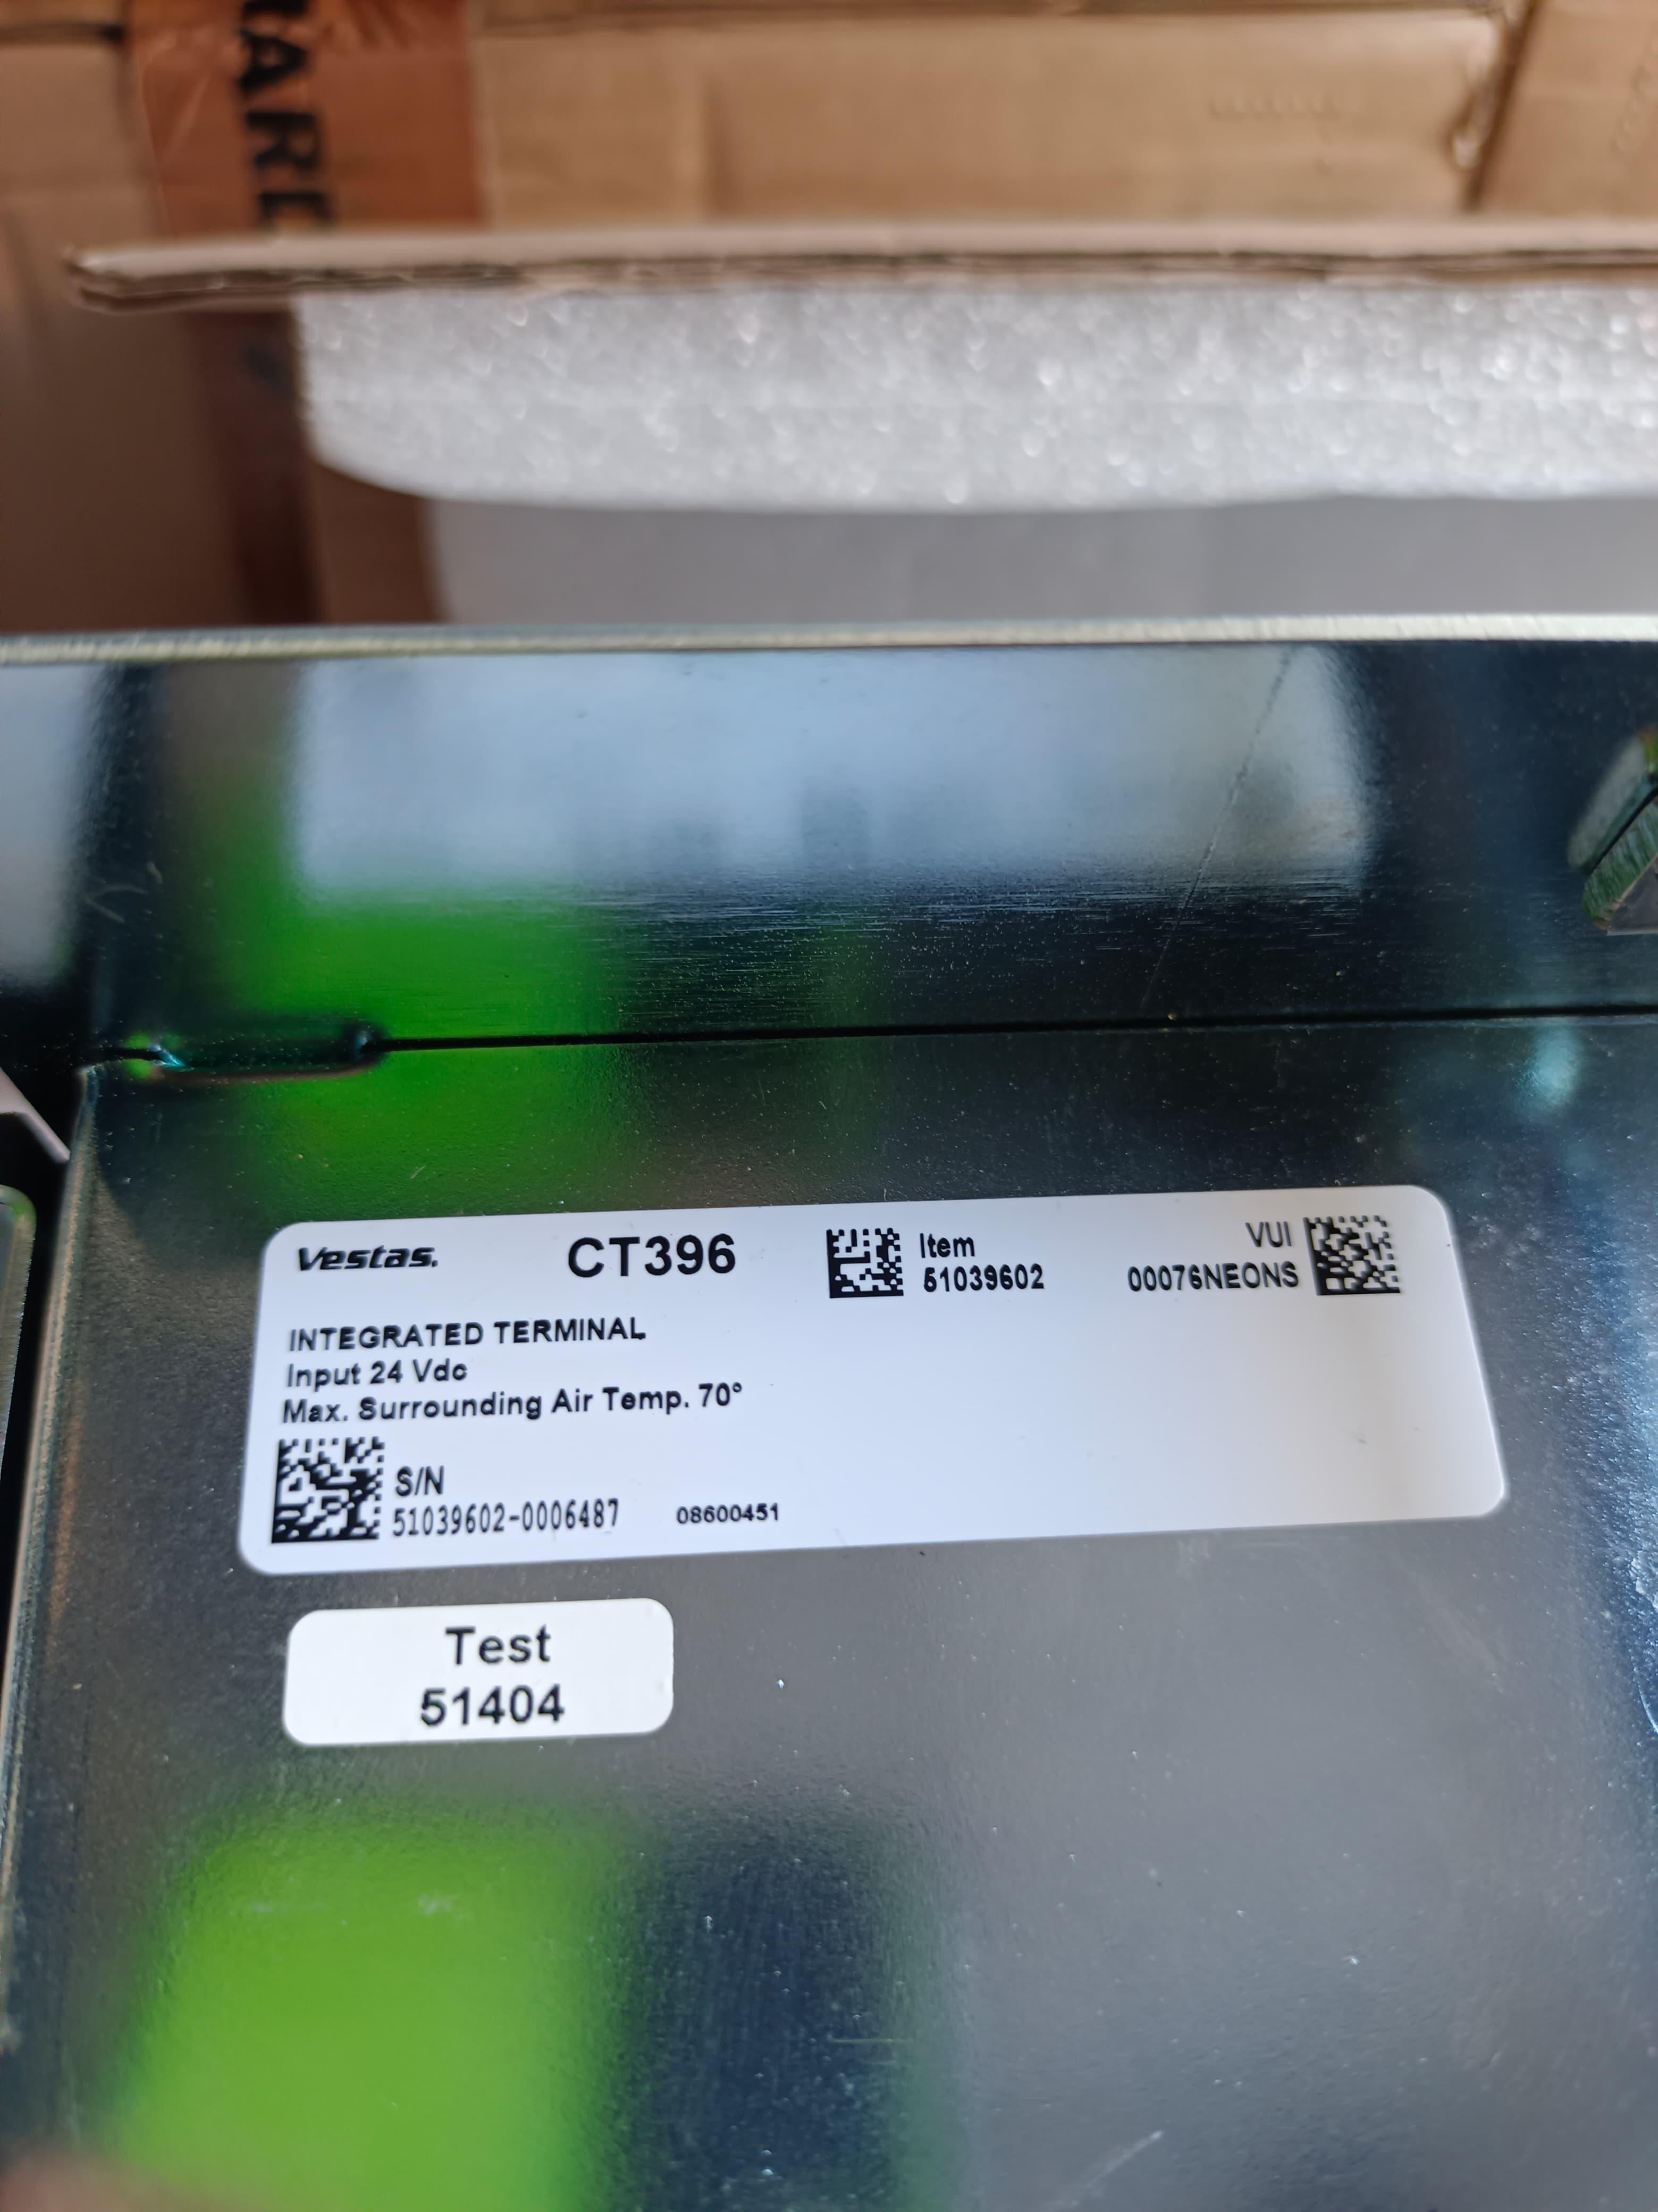 Vestas.
CT396
Item
51039602
VUI
00076NEONS
INTEGRATED TERMINAL
Input 24 Vdc
Max. Surrounding Air Temp. 70°
S/N
51039602-0006487
08600451
Test
51404